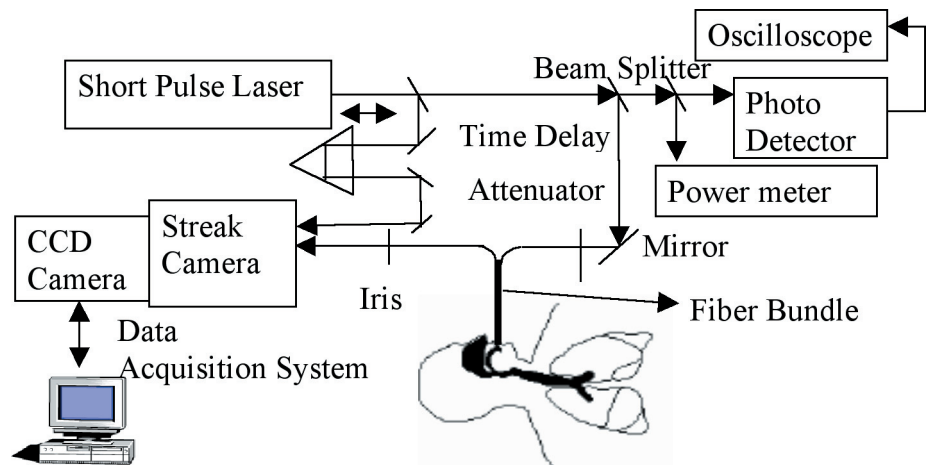 Oscilloscope
Short Pulse Laser
Beam Splitter
Photo
Detector
Time Delay
Attenuator
Power meter
CCD
Camera
Streak
Camera
Mirror
Iris
Fiber Bundle
Data
Acquisition System